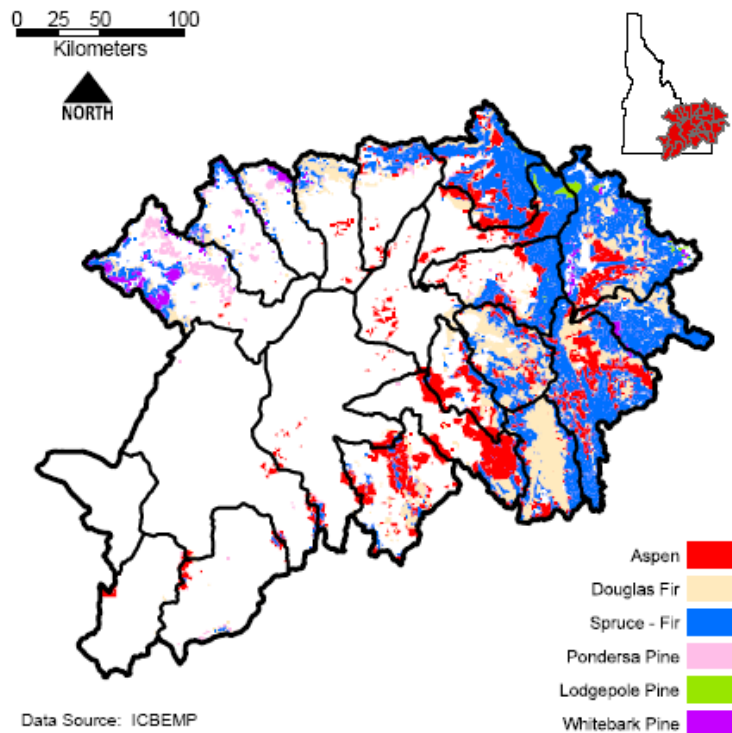 0 25 50 100
Kilometers
NORTH
Aspen
Douglas Fir
Spruce - Fir
Pondersa Pine
Lodgepole Pine
Whitebark Pine
Data Source: ICBEMP